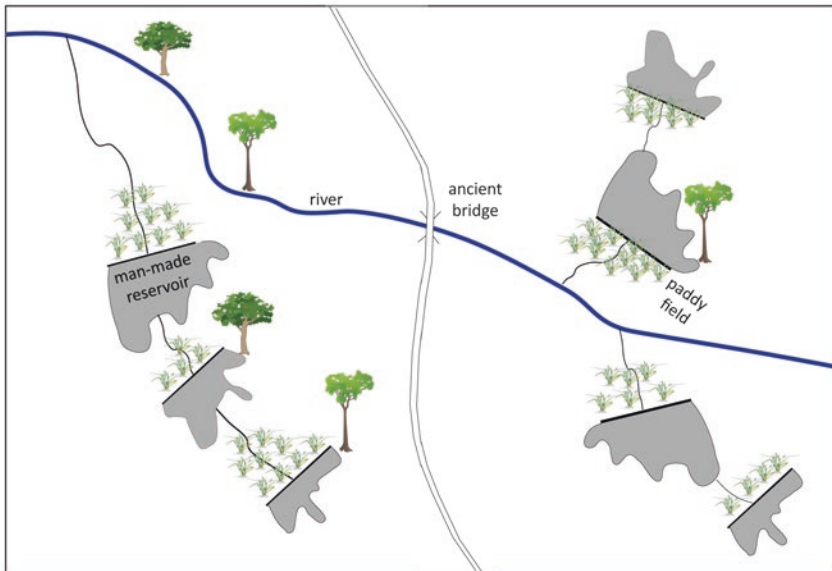 river
ancient
bridge
man-made
reservoir
paddy
field